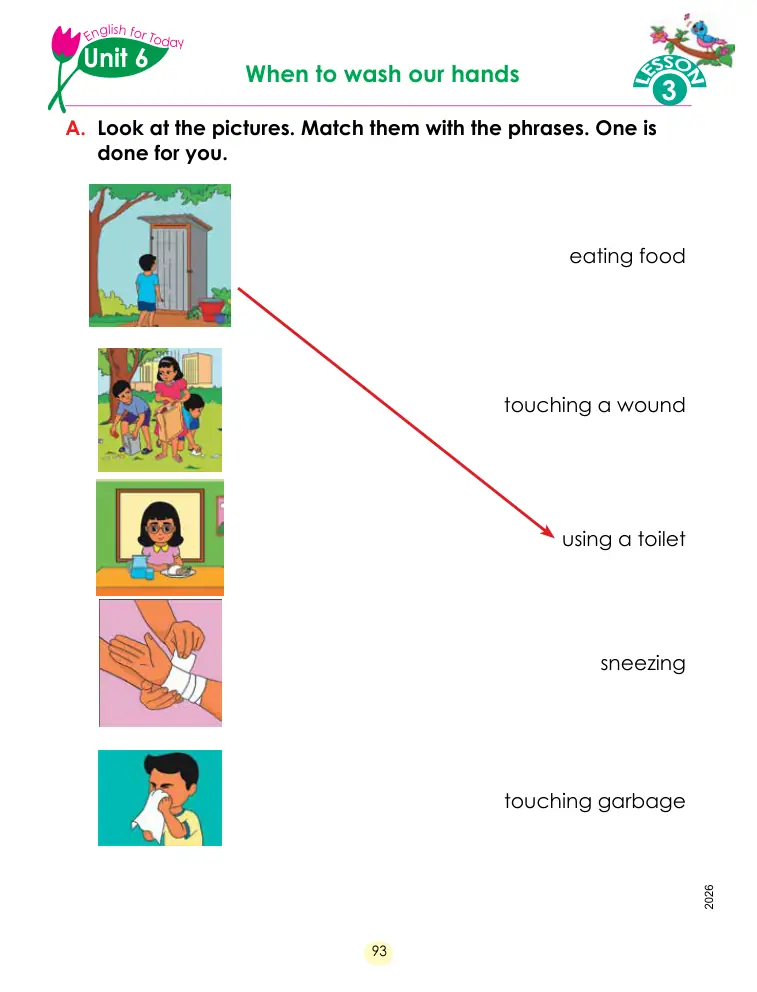 English for Today
Unit 6
When to wash our hands
LESSON
3
A. Look at the pictures. Match them with the phrases. One is
done for you.
eating food
touching a wound
using a toilet
sneezing
touching garbage
2026
93